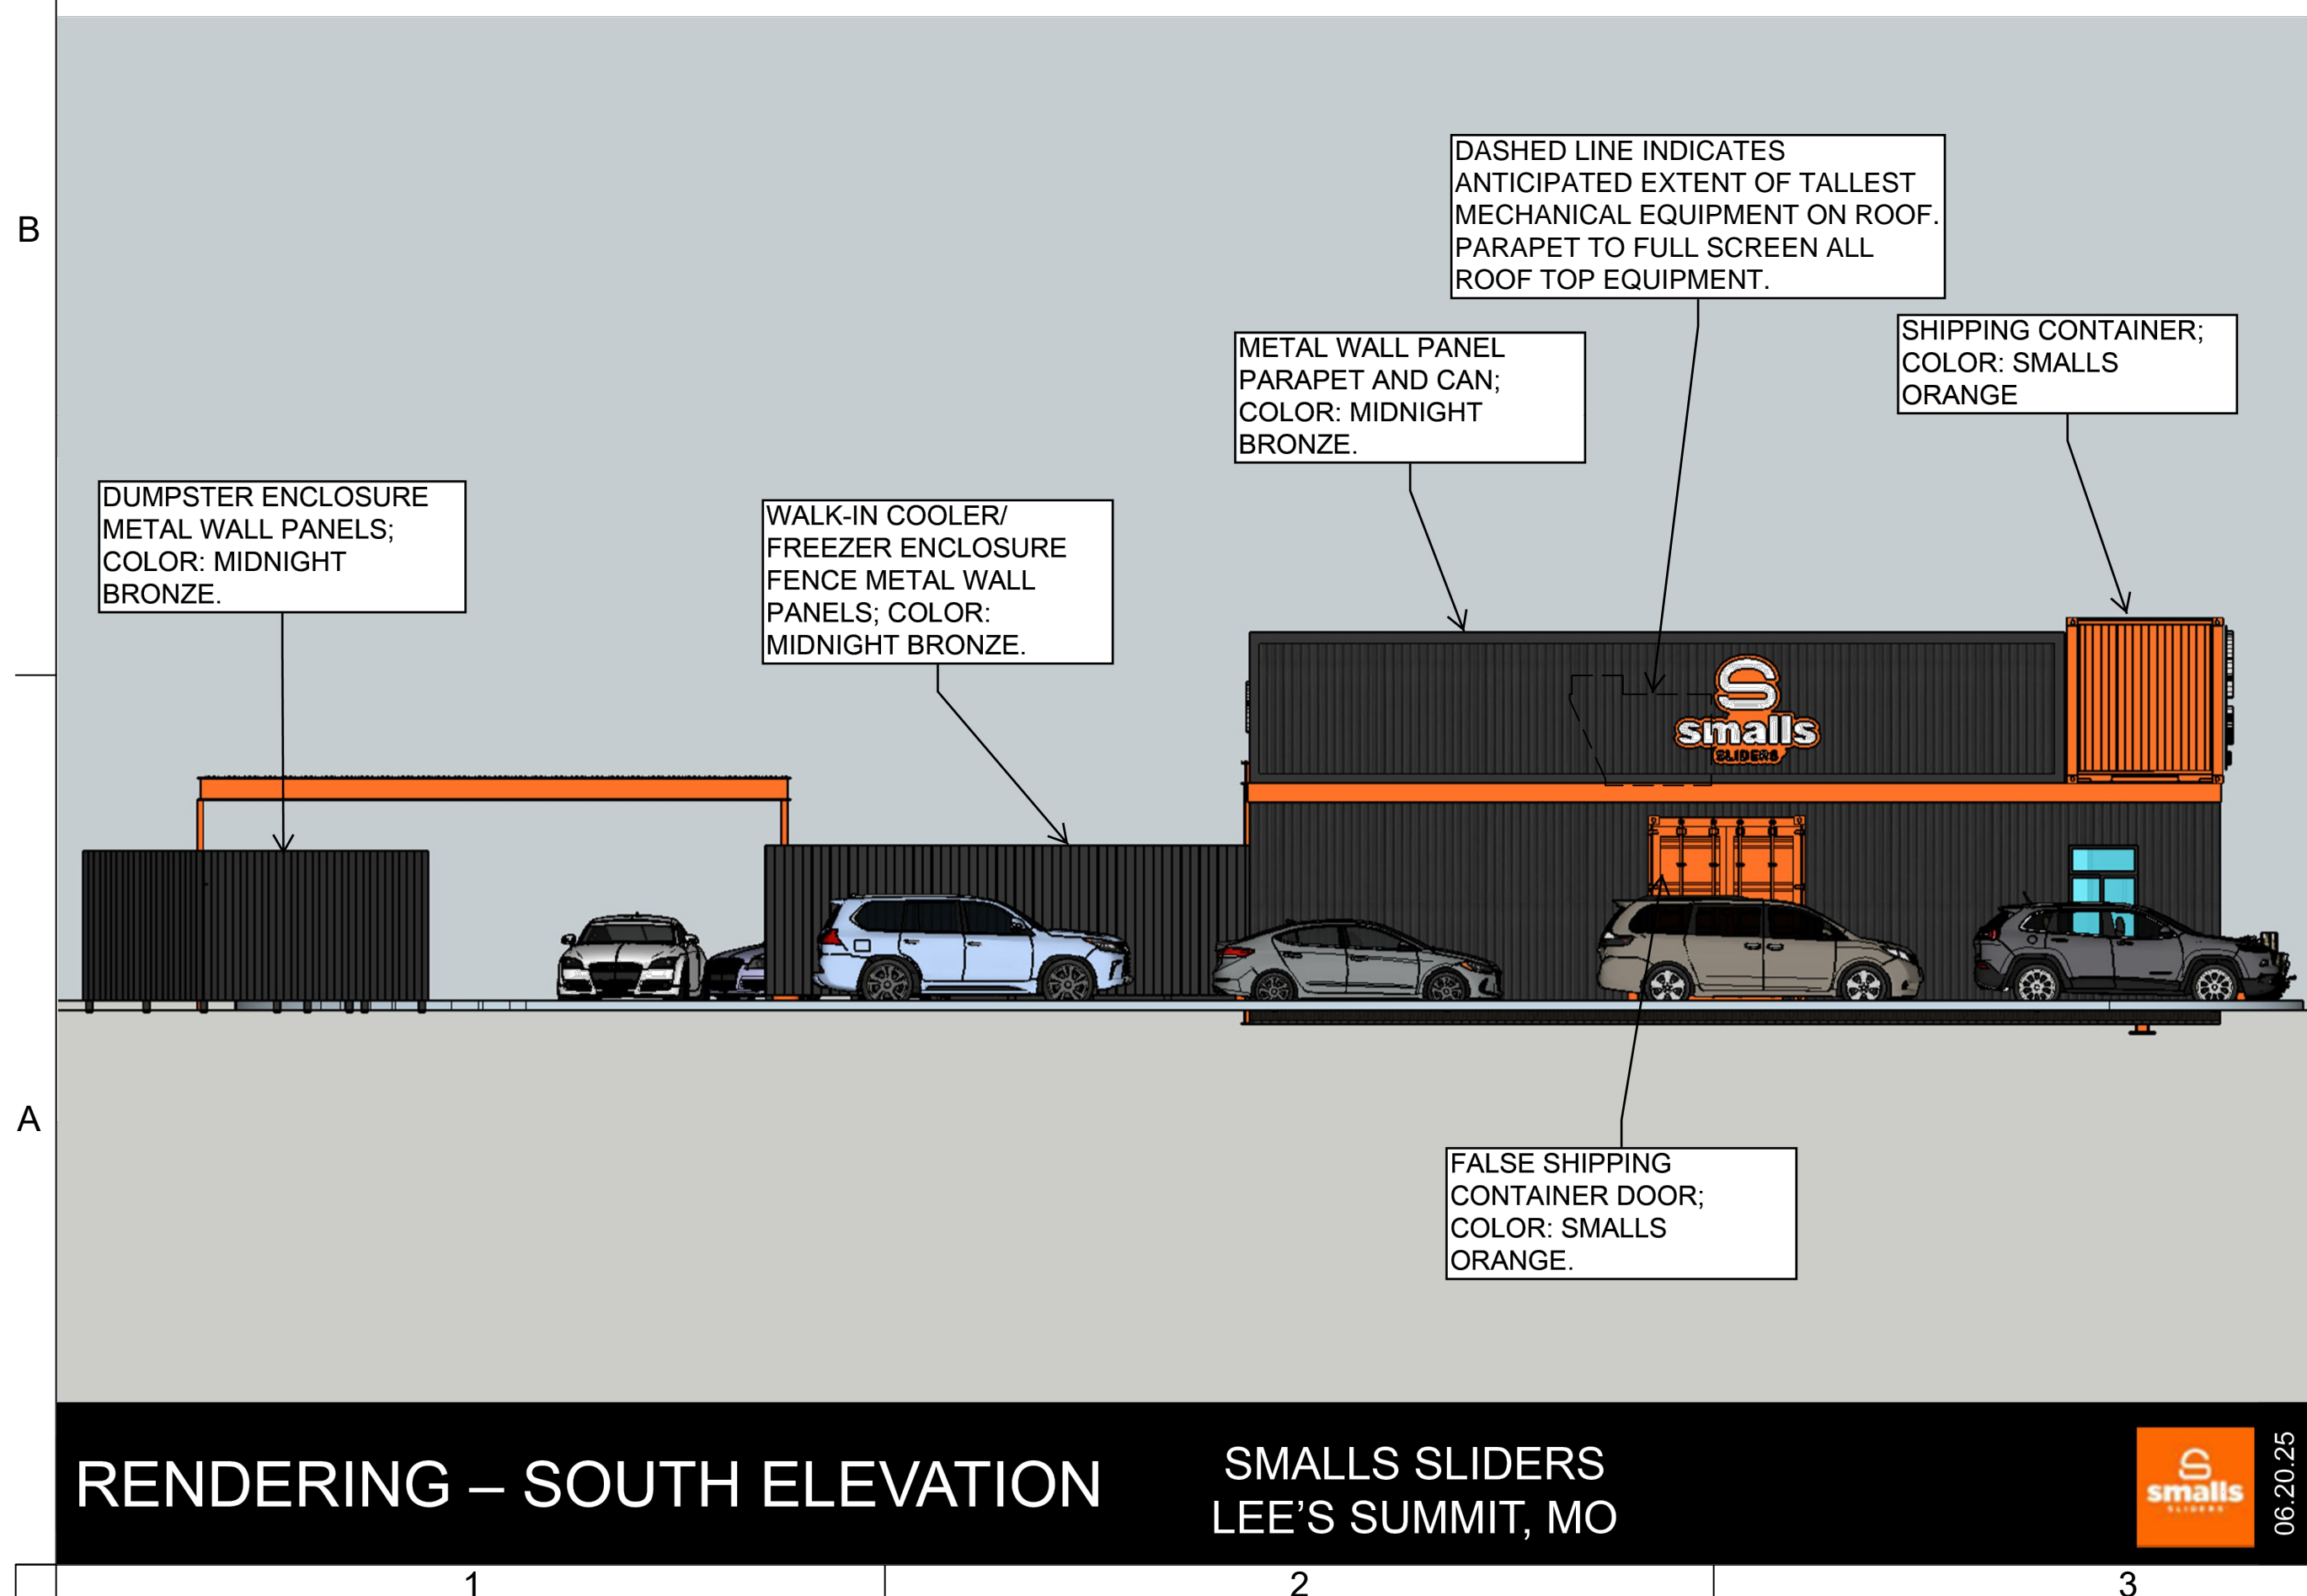 B
DASHED LINE INDICATES
ANTICIPATED EXTENT OF TALLEST
MECHANICAL EQUIPMENT ON ROOF.
PARAPET TO FULL SCREEN ALL
ROOF TOP EQUIPMENT.
SHIPPING CONTAINER;
COLOR: SMALLS
ORANGE
METAL WALL PANEL
PARAPET AND CAN;
COLOR: MIDNIGHT
BRONZE.
DUMPSTER ENCLOSURE
METAL WALL PANELS;
COLOR: MIDNIGHT
BRONZE.
WALK-IN COOLER/
FREEZER ENCLOSURE
FENCE METAL WALL
PANELS; COLOR:
MIDNIGHT BRONZE.
S
smalls
SLIDERS
A
FALSE SHIPPING
CONTAINER DOOR;
COLOR: SMALLS
ORANGE.
RENDERING – SOUTH ELEVATION
SMALLS SLIDERS
LEE’S SUMMIT, MO
S
smalls
SLIDERS
06.20.25
1
2
3